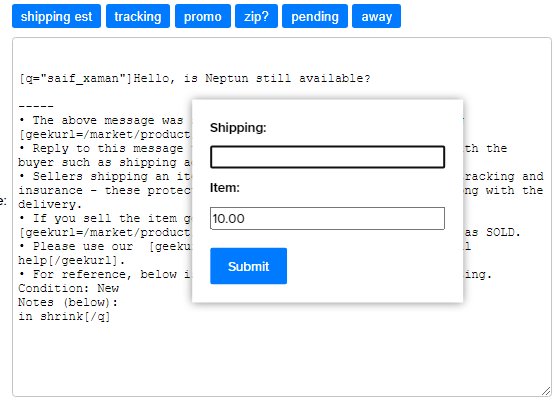 shipping est tracking promo zip? pending away
[q="saif_xaman"]Hello, is Neptun still available?
-----
• The above message was
[geekurl=/market/product
• Reply to this message th the
buyer such as shipping
• Sellers shipping an racking and
insurance - these protec ng with the
e:
delivery.
• If you sell the item
[geekurl=/market/product as SOLD.
• Please use our [geeku l
help[/geekurl].
• For reference, below ing.
Condition: New
Notes (below):
in shrink[/q]
Shipping:
Item:
10.00
Submit